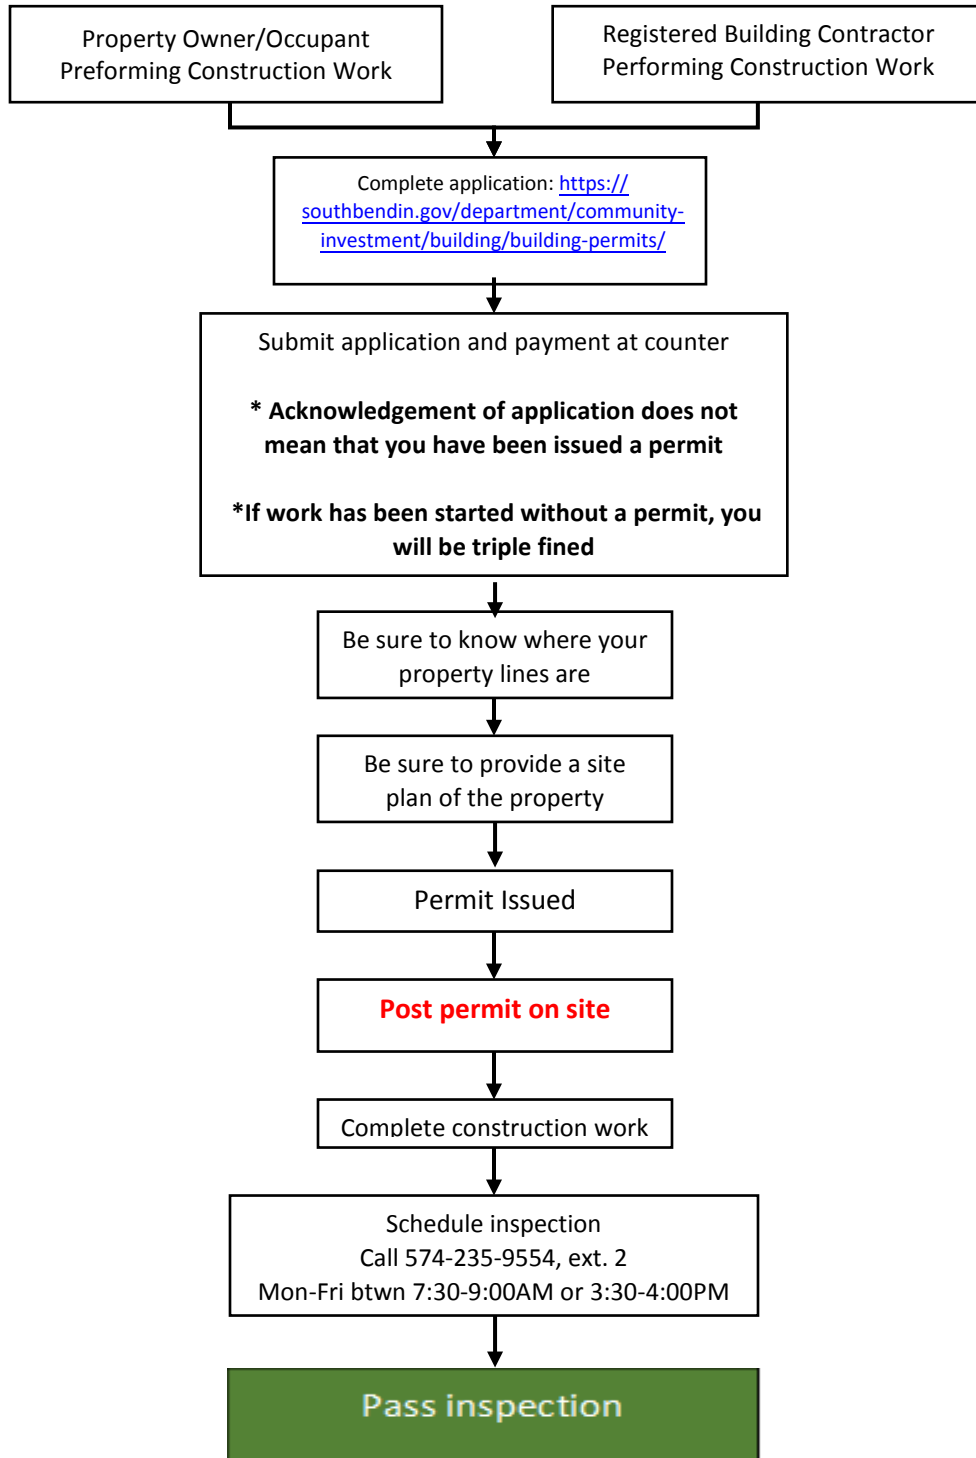 Property Owner/Occupant
Preforming Construction Work
Registered Building Contractor
Performing Construction Work
Complete application: https://
southbendin.gov/department/community-
investment/building/building-permits/
Submit application and payment at counter
* Acknowledgement of application does not
mean that you have been issued a permit
*If work has been started without a permit, you
will be triple fined
Be sure to know where your
property lines are
Be sure to provide a site
plan of the property
Permit Issued
Post permit on site
Complete construction work
Schedule inspection
Call 574-235-9554, ext. 2
Mon-Fri btwn 7:30-9:00AM or 3:30-4:00PM
Pass inspection